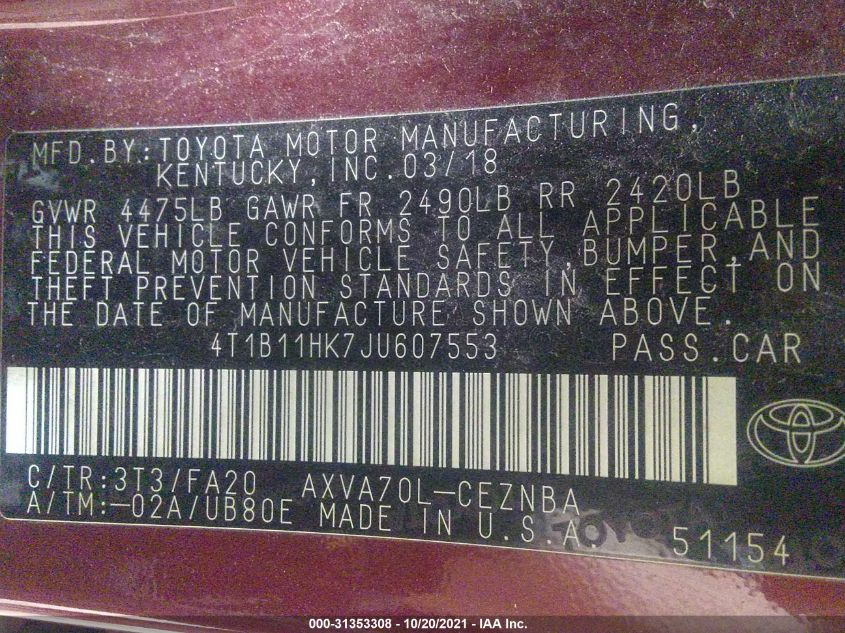 MFD.BY:TOYOTA MOTOR MANUFACTURING,
KENTUCKY,INC.03/18
GVWR 4475LB GAWR FR 2490LB RR 2420LB
THIS VEHICLE CONFORMS TO ALL APPLICABLE
FEDERAL MOTOR VEHICLE SAFETY,BUMPER,AND
THEFT PREVENTION STANDARDS IN EFFECT ON
THE DATE OF MANUFACTURE SHOWN ABOVE.
4T1B11HK7JU607553 PASS.CAR
C/TR:3T3/FA20 AXVA70L-CEZNBA
A/TM:-02A/UB80E MADE IN U.S.A.
TOYOTA
51154
000-31353308 - 10/20/2021 - IAA Inc.